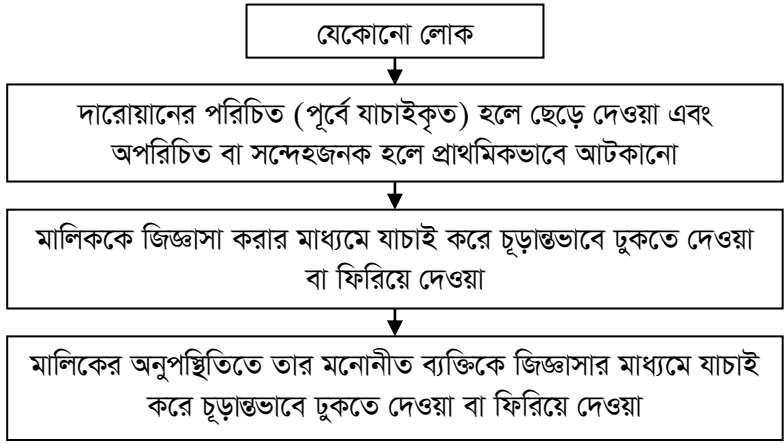 যেকোনো লোক
দারোয়ানের পরিচিত (পূর্বে যাচাইকৃত) হলে ছেড়ে দেওয়া এবং
অপরিচিত বা সন্দেহজনক হলে প্রাথমিকভাবে আটকানো
মালিককে জিজ্ঞাসা করার মাধ্যমে যাচাই করে চূড়ান্তভাবে ঢুকতে দেওয়া
বা ফিরিয়ে দেওয়া
মালিকের অনুপস্থিতিতে তার মনোনীত ব্যক্তিকে জিজ্ঞাসার মাধ্যমে যাচাই
করে চূড়ান্তভাবে ঢুকতে দেওয়া বা ফিরিয়ে দেওয়া